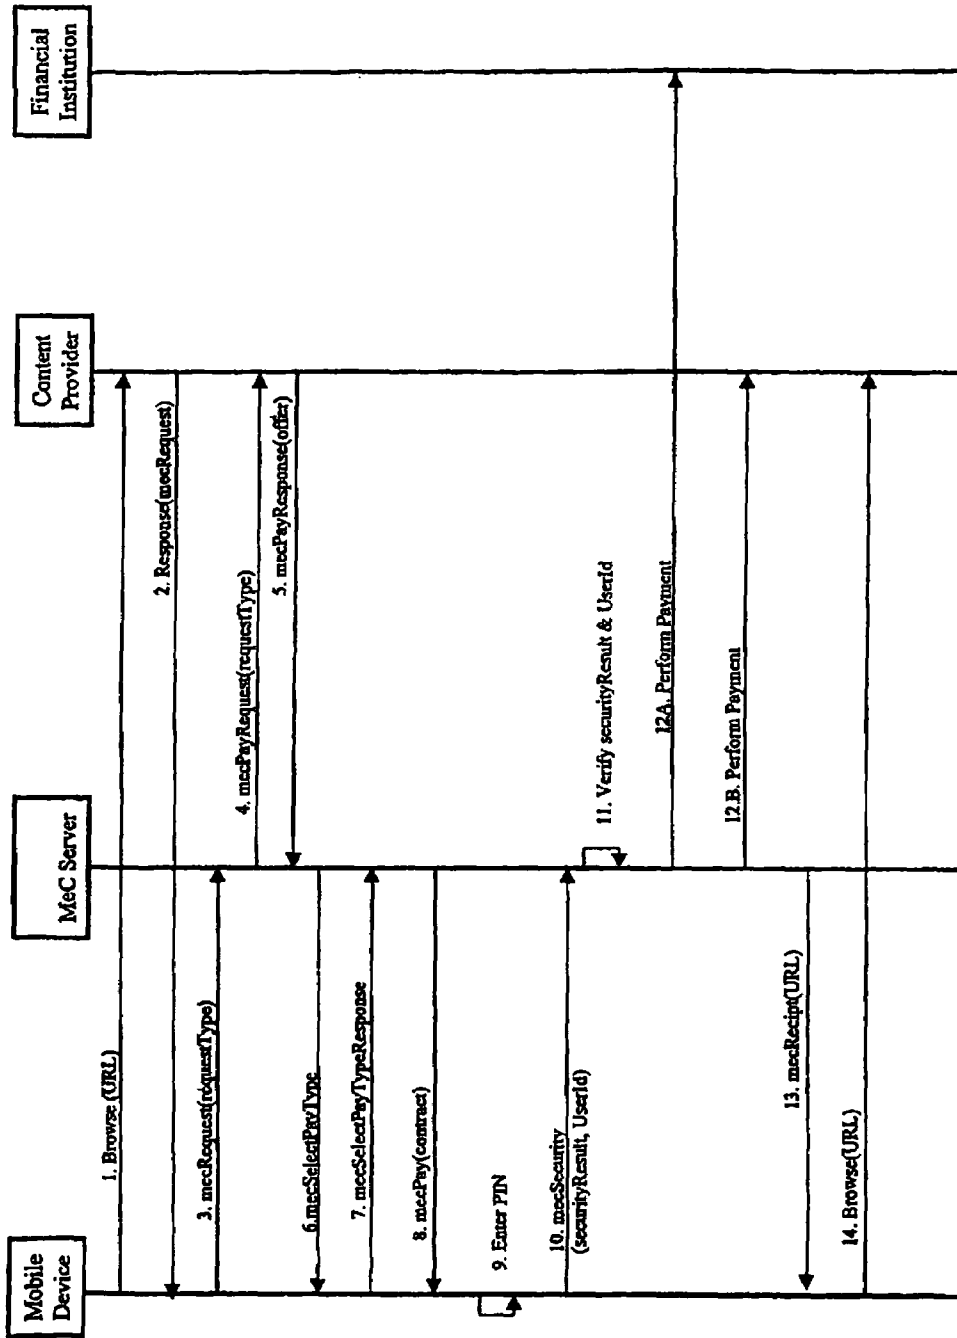 Mobile
Device
MeC Server
Content
Provider
Financial
Institution
1. Browse (URL)
2. Response(mecRequest)
3. mecRequest(requestType)
4. mecPayRequest(requestType)
5. mecPayResponse(offer)
6.mecSelectPayType
7. mecSelectPayTypeResponse
8. mecPay(contract)
9. Enter PIN
10. mecSecurity
(securityResult, UserId)
11. Verify securityResult & UserId
12A. Perform Payment
12.B. Perform Payment
13. mecRecipt(URL)
14. Browse(URL)